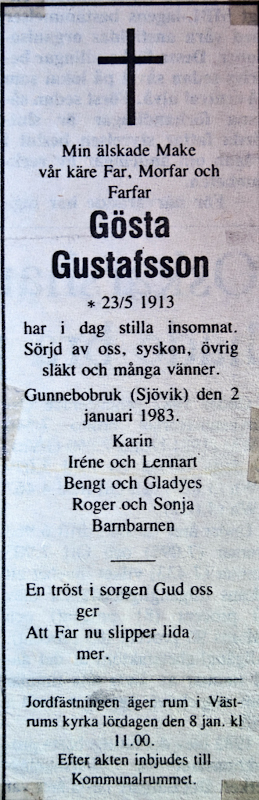 Min älskade Make
vår käre Far, Morfar och
Farfar
Gösta
Gustafsson
* 23/5 1913
har i dag stilla insomnat.
Sörjd av oss, syskon, övrig
släkt och många vänner.
Gunnebobruk (Sjövik) den 2
januari 1983.
Karin
Iréne och Lennart
Bengt och Gladyes
Roger och Sonja
Barnbarnen
En tröst i sorgen Gud oss
ger
Att Far nu slipper lida
mer.
Jordfästningen äger rum i Väst-
rums kyrka lördagen den 8 jan. kl
11.00.
Efter akten inbjudes till
Kommunalrummet.